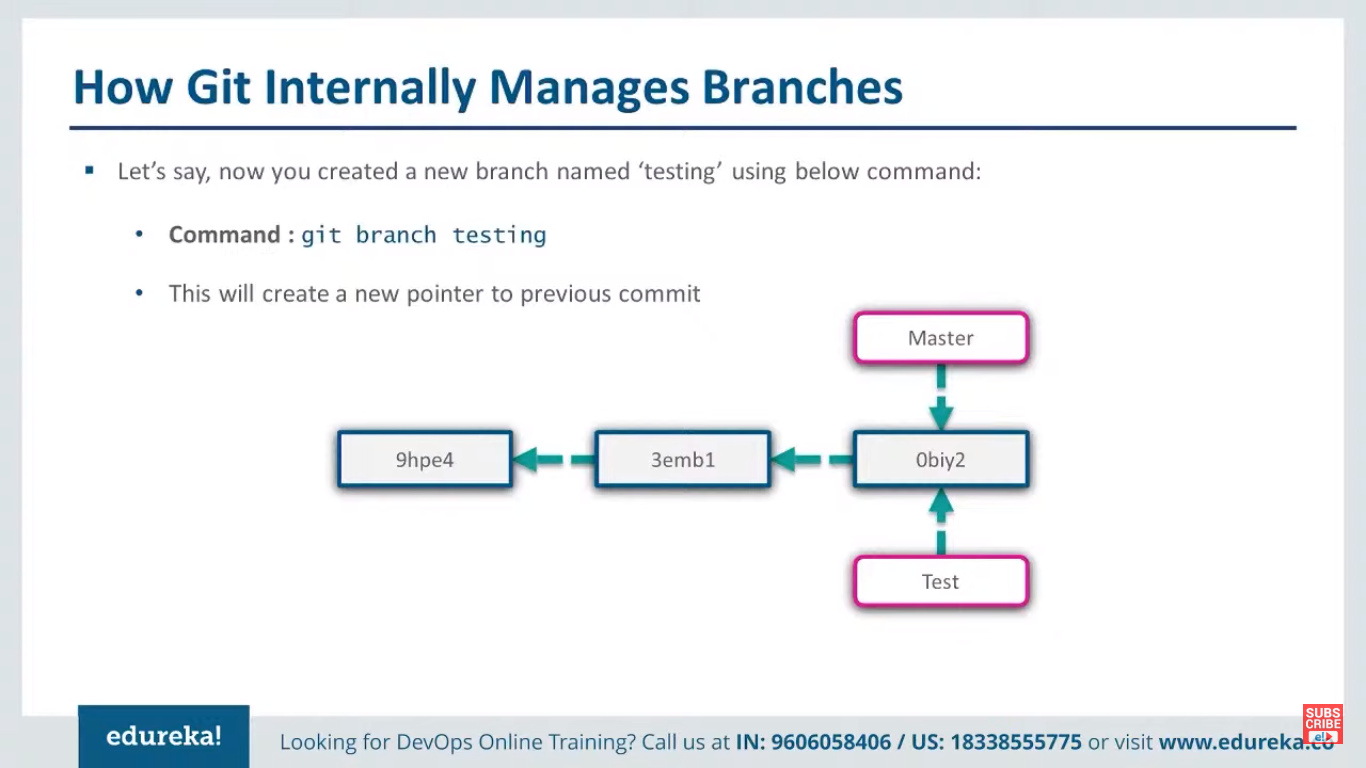 How Git Internally Manages Branches
▪ Let’s say, now you created a new branch named ‘testing’ using below command:
• Command : git branch testing
• This will create a new pointer to previous commit
Master
9hpe4
3emb1
0biy2
Test
edureka!
Looking for DevOps Online Training? Call us at IN: 9606058406 / US: 18338555775 or visit www.edureka.co
SUBS
CRIBE
e!